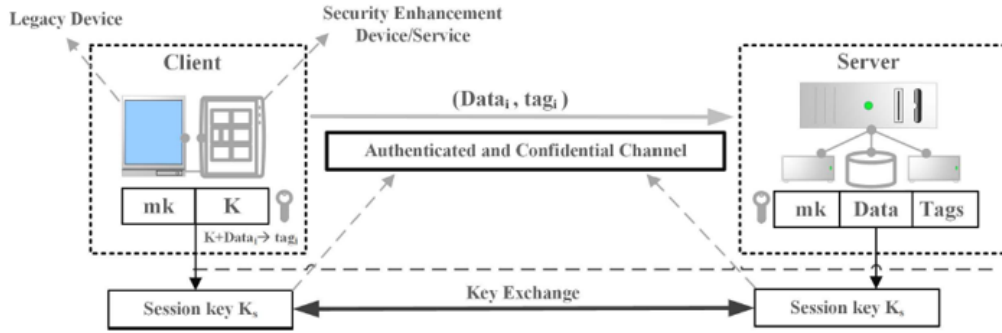 Legacy Device
Security Enhancement
Device/Service
Client
Server
(Dataᵢ , tagᵢ )
Authenticated and Confidential Channel
mk K
K+Dataᵢ→ tagᵢ
mk Data Tags
Key Exchange
Session key Kₛ
Session key Kₛ